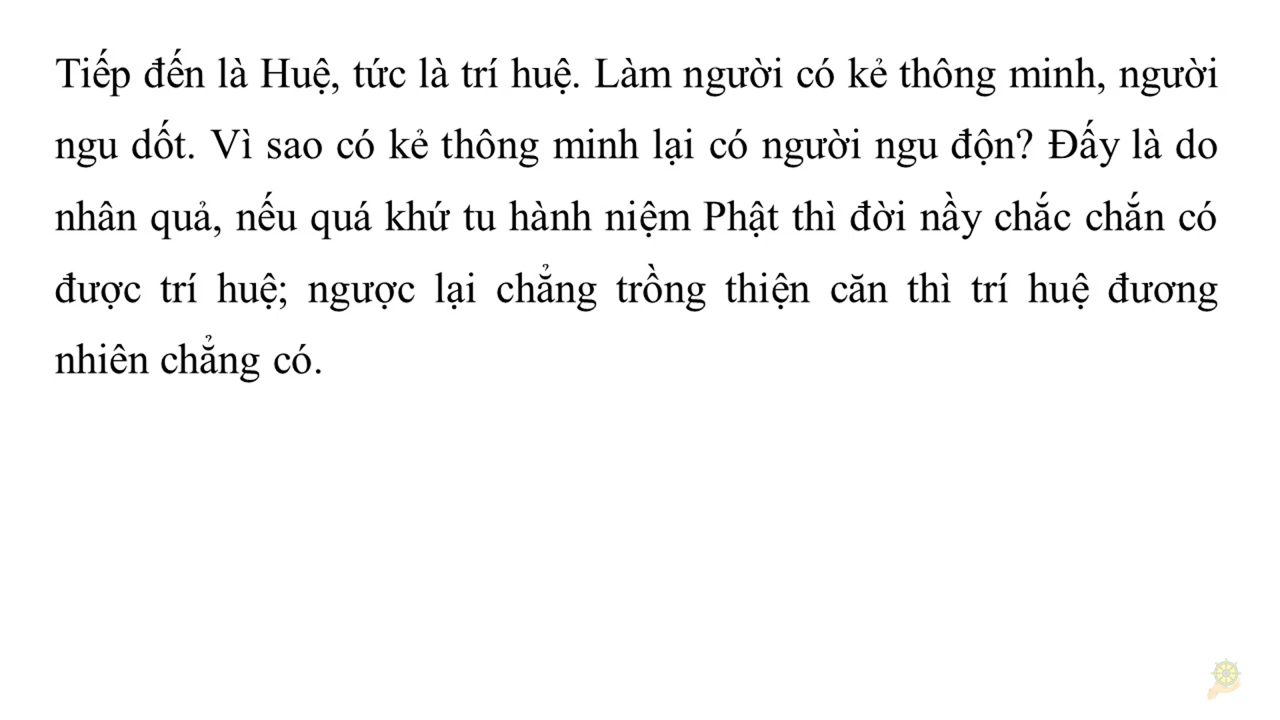 Tiếp đến là Huệ, tức là trí huệ. Làm người có kẻ thông minh, người
ngu dốt. Vì sao có kẻ thông minh lại có người ngu độn? Đấy là do
nhân quả, nếu quá khứ tu hành niệm Phật thì đời nầy chắc chắn có
được trí huệ; ngược lại chẳng trồng thiện căn thì trí huệ đương
nhiên chẳng có.